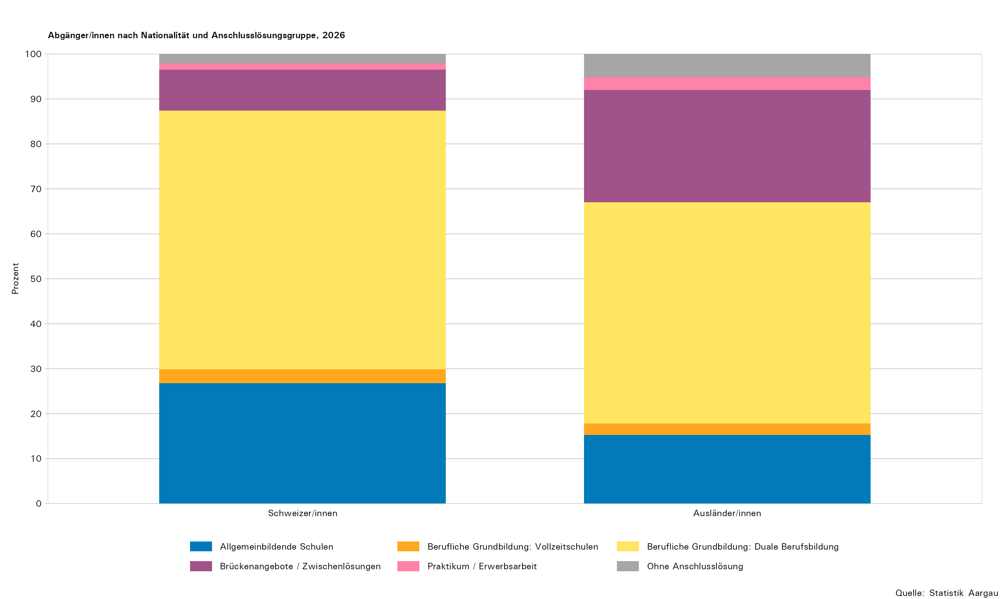 Abgänger/innen nach Nationalität und Anschlusslösungsgruppe, 2026
100
90
80
70
60
50
40
30
20
10
0
Prozent
Schweizer/innen
Ausländer/innen
Allgemeinbildende Schulen
Berufliche Grundbildung: Vollzeitschulen
Berufliche Grundbildung: Duale Berufsbildung
Brückenangebote / Zwischenlösungen
Praktikum / Erwerbsarbeit
Ohne Anschlusslösung
Quelle: Statistik Aargau